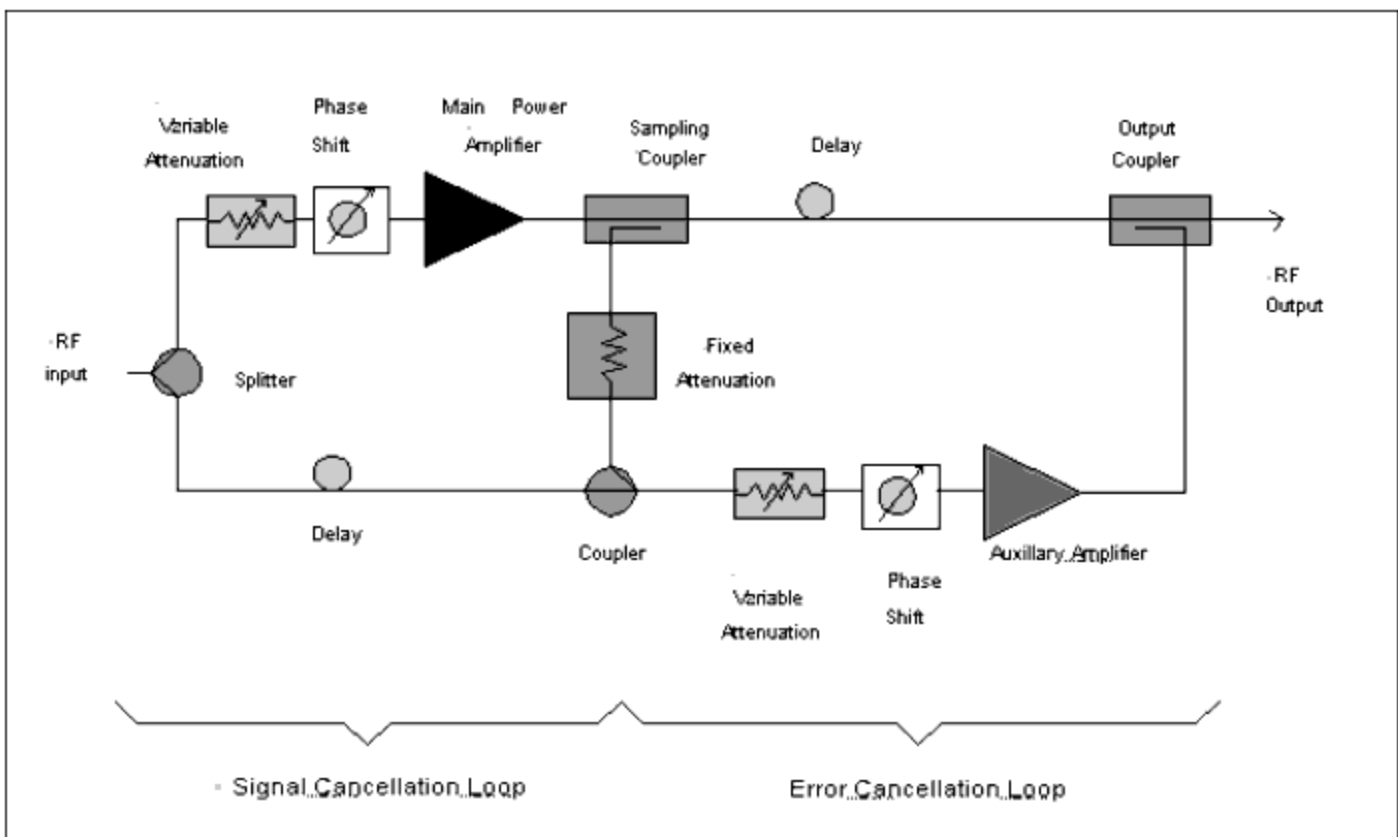 Variable
Attenuation
Phase
Shift
Main Power
Amplifier
Sampling
Coupler
Delay
Output
Coupler
RF
input
Splitter
Fixed
Attenuation
RF
Output
Delay
Coupler
Auxillary Amplifier
Variable
Attenuation
Phase
Shift
Signal Cancellation Loop
Error Cancellation Loop